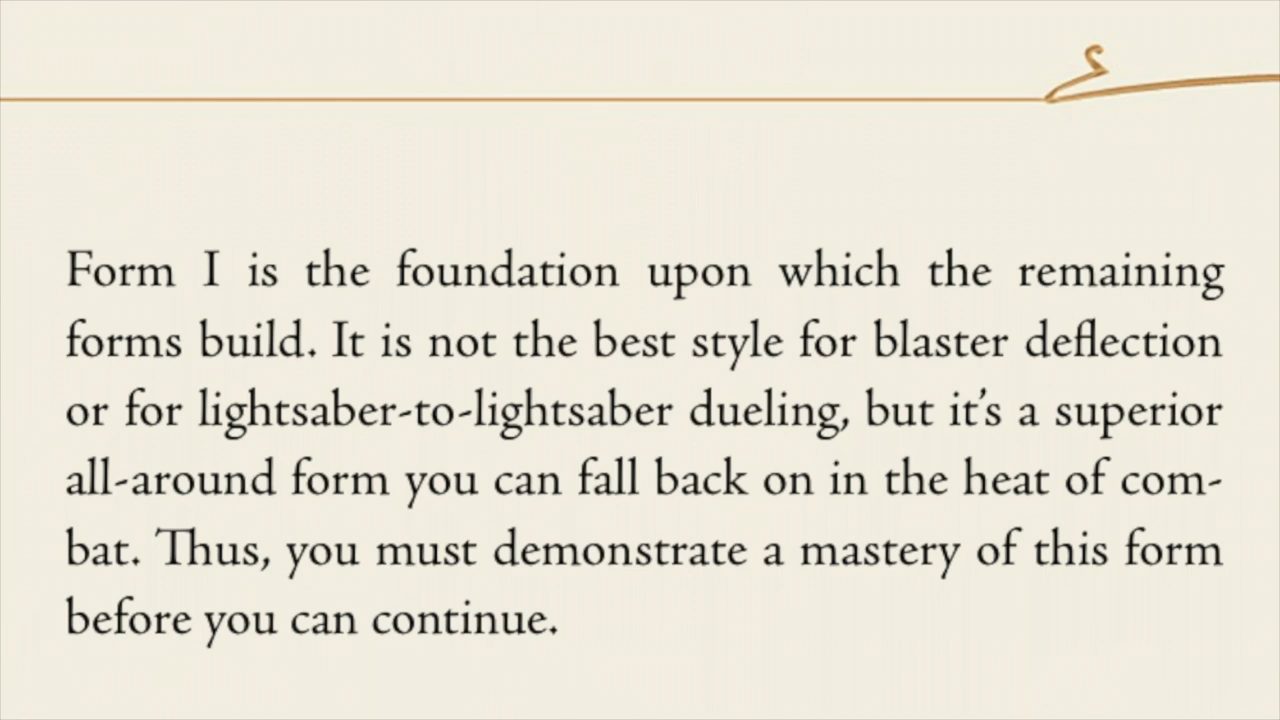 Form I is the foundation upon which the remaining
forms build. It is not the best style for blaster deflection
or for lightsaber-to-lightsaber dueling, but it’s a superior
all-around form you can fall back on in the heat of com-
bat. Thus, you must demonstrate a mastery of this form
before you can continue.